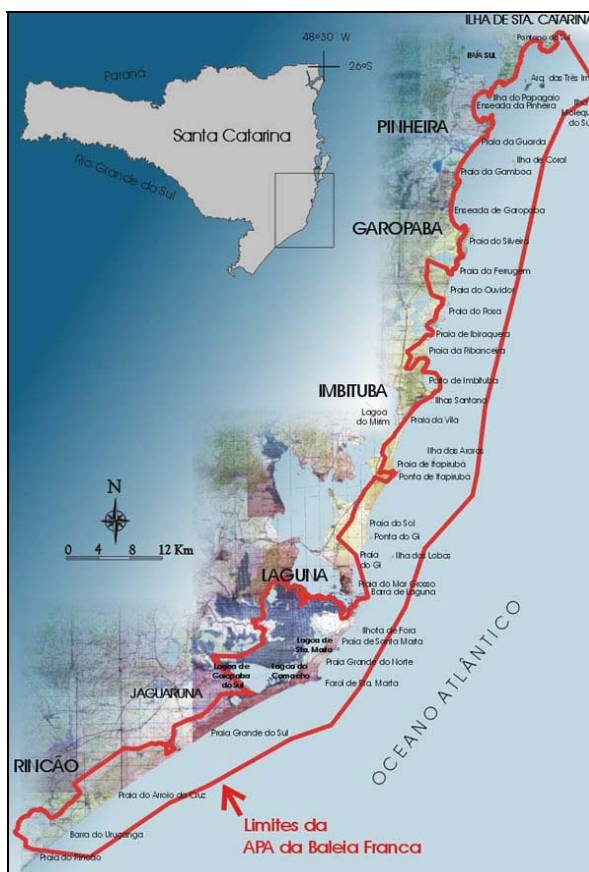 ILHA DE STA. CATARINA
48º30' W
26ºS
Paraná
Santa Catarina
Rio Grande do Sul
Pantano do Sul
BAÍA SUL
Arq. das Três Irm
Ilha do Papagaio
Enseada da Pinheira
Ilha
Moleque
do Su
PINHEIRA
Praia da Guarda
Ilha de Coral
Praia da Gamboa
Enseada de Garopaba
GAROPABA
Praia do Silveira
Praia da Ferrugem
Praia do Ouvidor
Praia do Rosa
Praia de Ibiraquera
Praia da Ribanceira
Porto de Imbituba
IMBITUBA
Ilhas Santana
Lagoa
do Mirim
Praia da Vila
Ilha das Araras
Praia de Itapirubá
Ponta de Itapirubá
N
0 4 8 12 Km
Praia do Sol
Ponta do Gi
Praia
do Gi
Ilha dos Lobos
LAGUNA
Praia do Mar Grosso
Barra de Laguna
Ilhota de Fora
Lagoa de
Sta. Marta
Praia de Santa Marta
Praia Grande do Norte
Lagoa de
Garopaba
do Sul
Lagoa do
Camacho
Farol de Sta. Marta
JAGUARUNA
Praia Grande do Sul
OCEANO ATLÂNTICO
RINCÃO
Praia do Arroio da Cruz
Barra do Uruçanga
Praia do Rincão
Limites da
APA da Baleia Franca